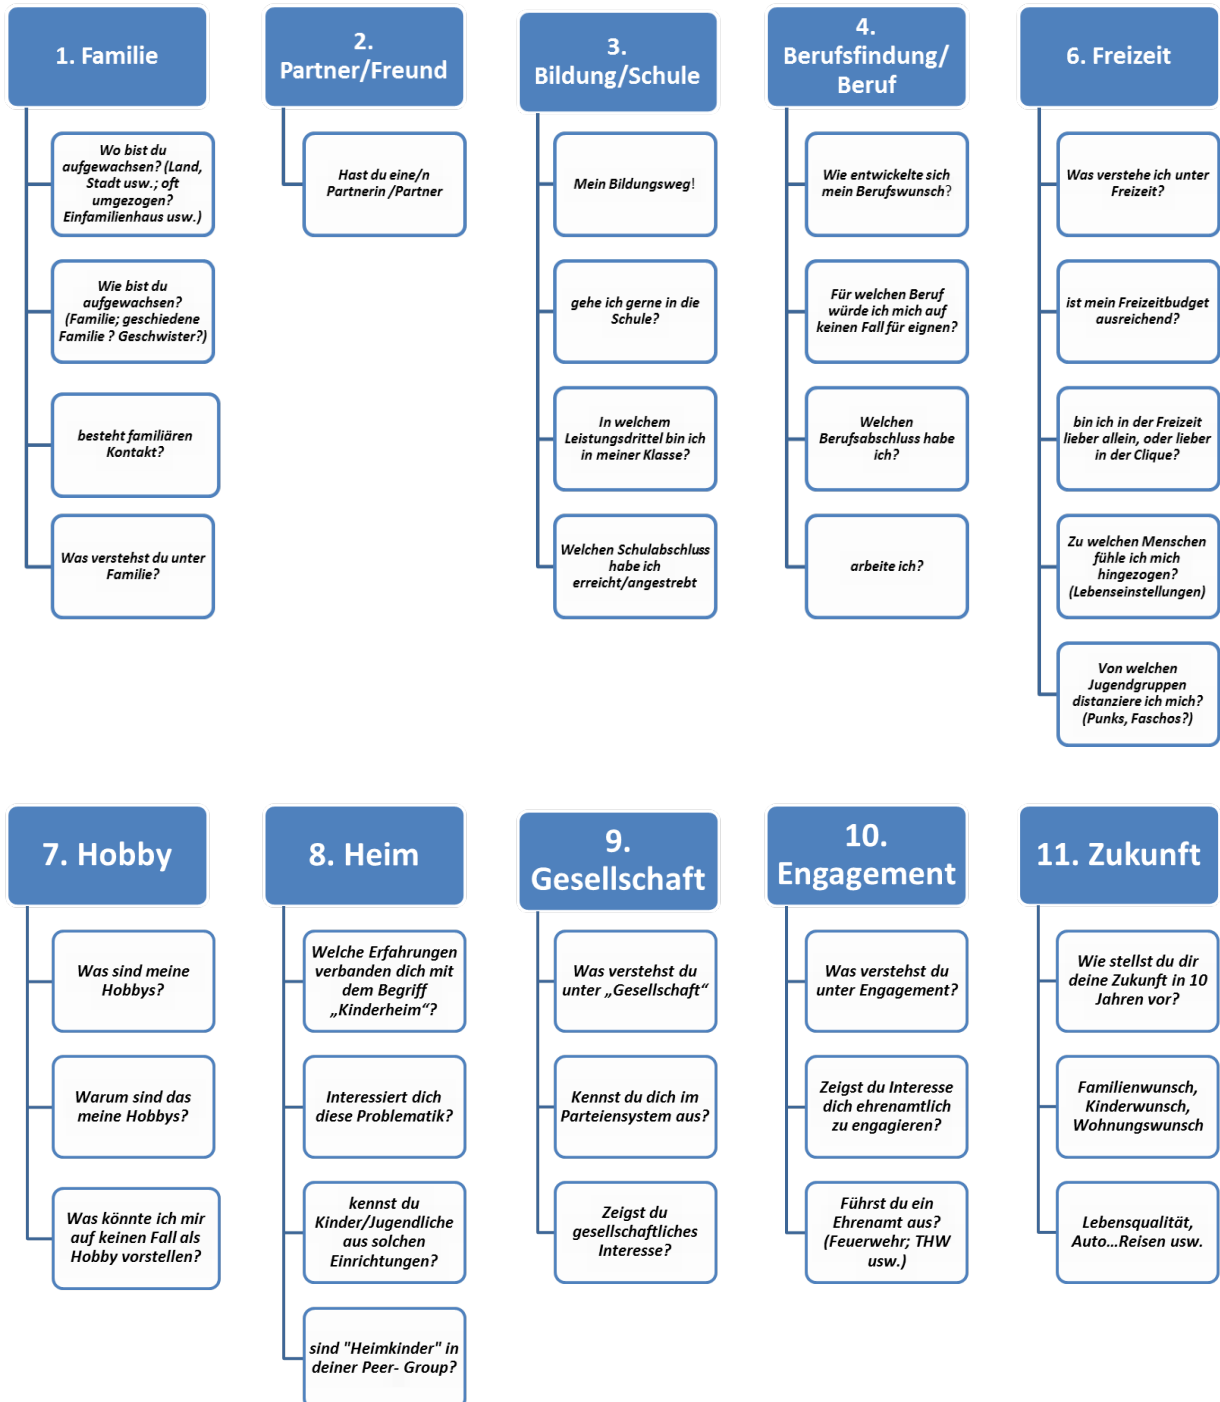 1. Familie
Wo bist du
aufgewachsen? (Land,
Stadt usw.; oft
umgezogen?
Einfamilienhaus usw.)
Wie bist du
aufgewachsen?
(Familie; geschiedene
Familie ? Geschwister?)
besteht familiären
Kontakt?
Was verstehst du unter
Familie?
2.
Partner/Freund
Hast du eine/n
Partnerin /Partner
3.
Bildung/Schule
Mein Bildungsweg!
gehe ich gerne in die
Schule?
In welchem
Leistungsdrittel bin ich
in meiner Klasse?
Welchen Schulabschluss
habe ich
erreicht/angestrebt
4.
Berufsfindung/
Beruf
Wie entwickelte sich
mein Berufswunsch?
Für welchen Beruf
würde ich mich auf
keinen Fall für eignen?
Welchen
Berufsabschluss habe
ich?
arbeite ich?
6. Freizeit
Was verstehe ich unter
Freizeit?
ist mein Freizeitbudget
ausreichend?
bin ich in der Freizeit
lieber allein, oder lieber
in der Clique?
Zu welchen Menschen
fühle ich mich
hingezogen?
(Lebenseinstellungen)
Von welchen
Jugendgruppen
distanziere ich mich?
(Punks, Faschos?)
7. Hobby
Was sind meine
Hobbys?
Warum sind das
meine Hobbys?
Was könnte ich mir
auf keinen Fall als
Hobby vorstellen?
8. Heim
Welche Erfahrungen
verbanden dich mit
dem Begriff
„Kinderheim“?
Interessiert dich
diese Problematik?
kennst du
Kinder/Jugendliche
aus solchen
Einrichtungen?
sind "Heimkinder" in
deiner Peer- Group?
9.
Gesellschaft
Was verstehst du
unter „Gesellschaft“
Kennst du dich im
Parteiensystem aus?
Zeigst du
gesellschaftliches
Interesse?
10.
Engagement
Was verstehst du
unter Engagement?
Zeigst du Interesse
dich ehrenamtlich
zu engagieren?
Führst du ein
Ehrenamt aus?
(Feuerwehr; THW
usw.)
11. Zukunft
Wie stellst du dir
deine Zukunft in 10
Jahren vor?
Familienwunsch,
Kinderwunsch,
Wohnungswunsch
Lebensqualität,
Auto...Reisen usw.